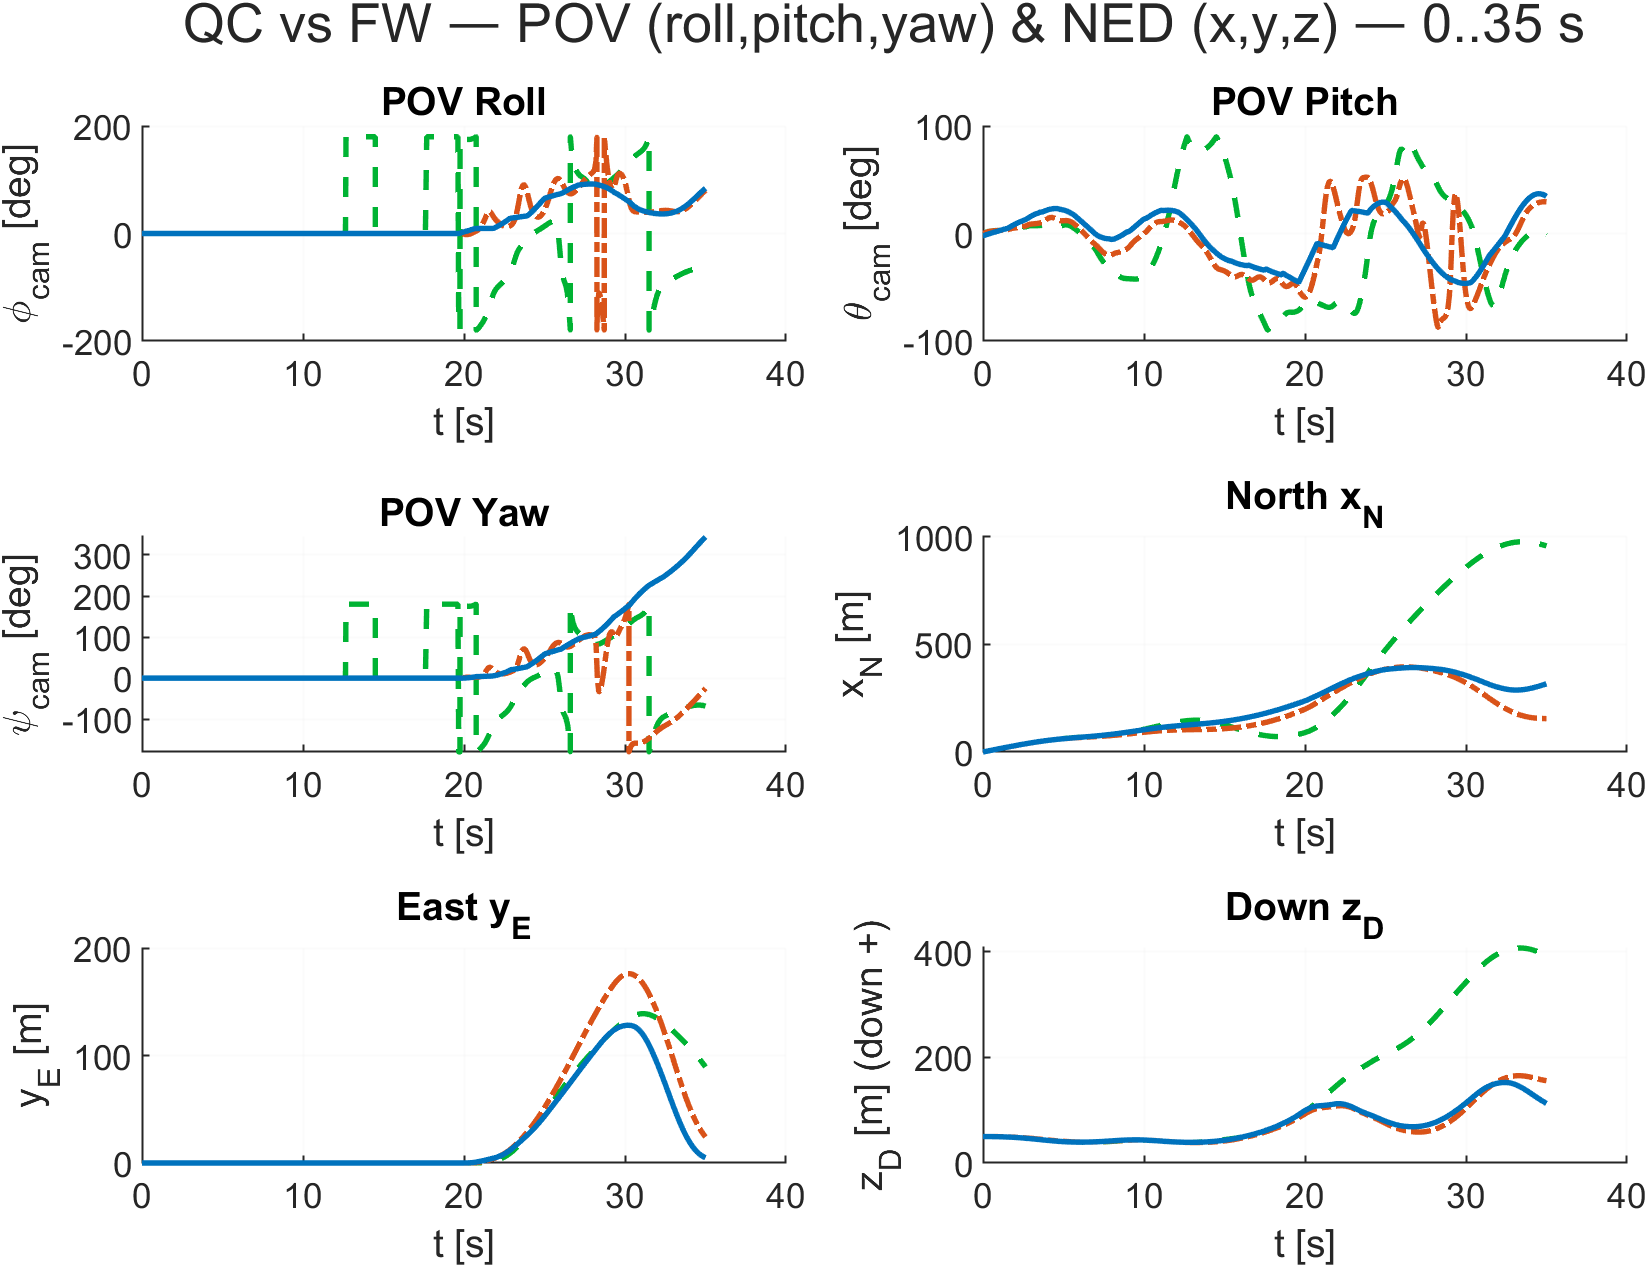 QC vs FW — POV (roll,pitch,yaw) & NED (x,y,z) — 0..35 s
POV Roll
200
0
-200
ϕcam [deg]
0 10 20 30 40
t [s]
POV Pitch
100
0
-100
θcam [deg]
0 10 20 30 40
t [s]
POV Yaw
300
200
100
0
-100
ψcam [deg]
0 10 20 30 40
t [s]
North xN
1000
500
0
xN [m]
0 10 20 30 40
t [s]
East yE
200
100
0
yE [m]
0 10 20 30 40
t [s]
Down zD
400
200
0
zD [m] (down +)
0 10 20 30 40
t [s]